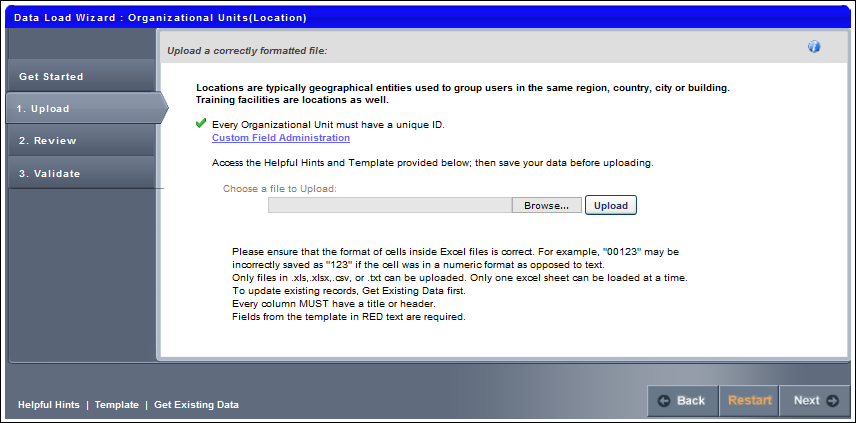 Data Load Wizard : Organizational Units(Location)
Upload a correctly formatted file:
Get Started
1. Upload
2. Review
3. Validate
Locations are typically geographical entities used to group users in the same region, country, city or building.
Training facilities are locations as well.
Every Organizational Unit must have a unique ID.
Custom Field Administration
Access the Helpful Hints and Template provided below; then save your data before uploading.
Choose a file to Upload:
Browse... Upload
Please ensure that the format of cells inside Excel files is correct. For example, "00123" may be
incorrectly saved as "123" if the cell was in a numeric format as opposed to text.
Only files in .xls,.xlsx,.csv, or .txt can be uploaded. Only one excel sheet can be loaded at a time.
To update existing records, Get Existing Data first.
Every column MUST have a title or header.
Fields from the template in RED text are required.
Helpful Hints | Template | Get Existing Data
Back Restart Next